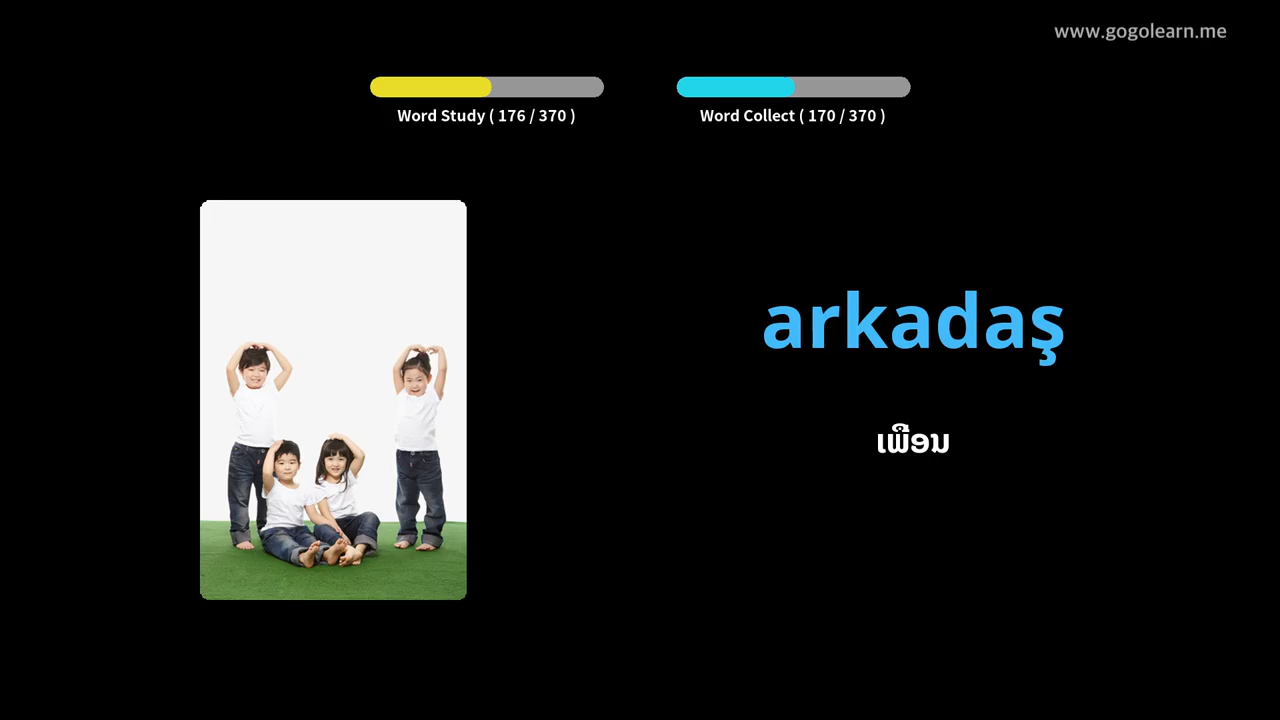 www.gogolearn.me
Word Study ( 176 / 370 )
Word Collect ( 170 / 370 )
arkadaş
ເພື່ອນ